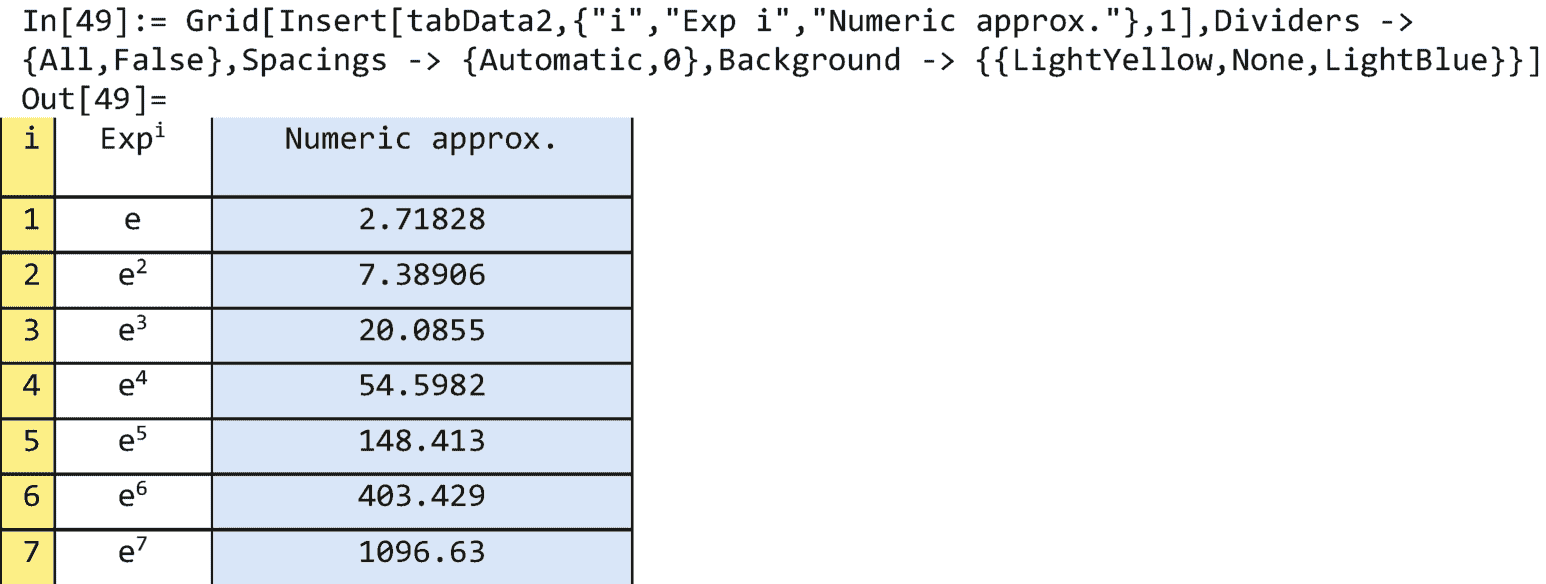 In[49]:= Grid[Insert[tabData2,{"i","Exp i","Numeric approx."},1],Dividers ->
{All,False},Spacings -> {Automatic,0},Background -> {{LightYellow,None,LightBlue}}]
Out[49]=
i Expⁱ Numeric approx.
1 e 2.71828
2 e² 7.38906
3 e³ 20.0855
4 e⁴ 54.5982
5 e⁵ 148.413
6 e⁶ 403.429
7 e⁷ 1096.63